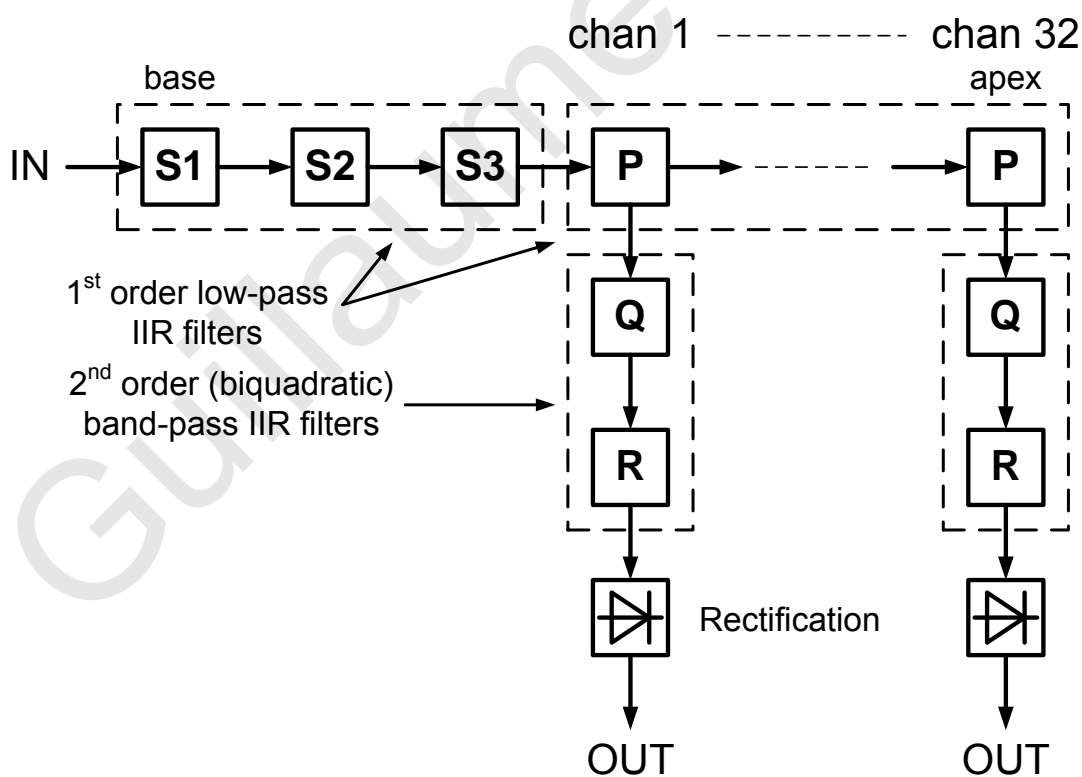 chan 1 chan 32
base apex
IN S1 S2 S3 P P
1st order low-pass
IIR filters
Q Q
2nd order (biquadratic)
band-pass IIR filters
R R
Rectification
OUT OUT
Guillaume